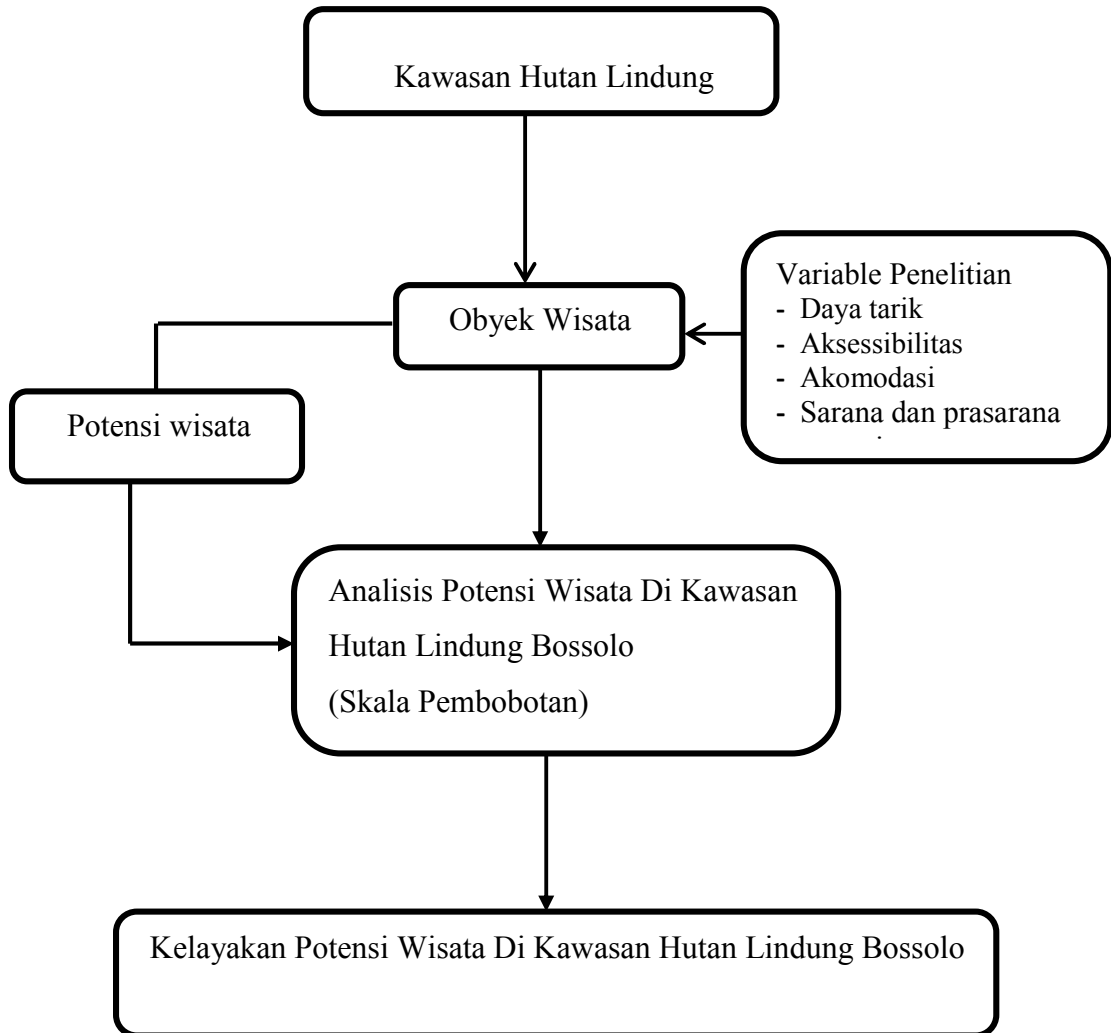 Kawasan Hutan Lindung
Obyek Wisata
Variable Penelitian
- Daya tarik
- Aksessibilitas
- Akomodasi
- Sarana dan prasarana
Potensi wisata
Analisis Potensi Wisata Di Kawasan
Hutan Lindung Bossolo
(Skala Pembobotan)
Kelayakan Potensi Wisata Di Kawasan Hutan Lindung Bossolo